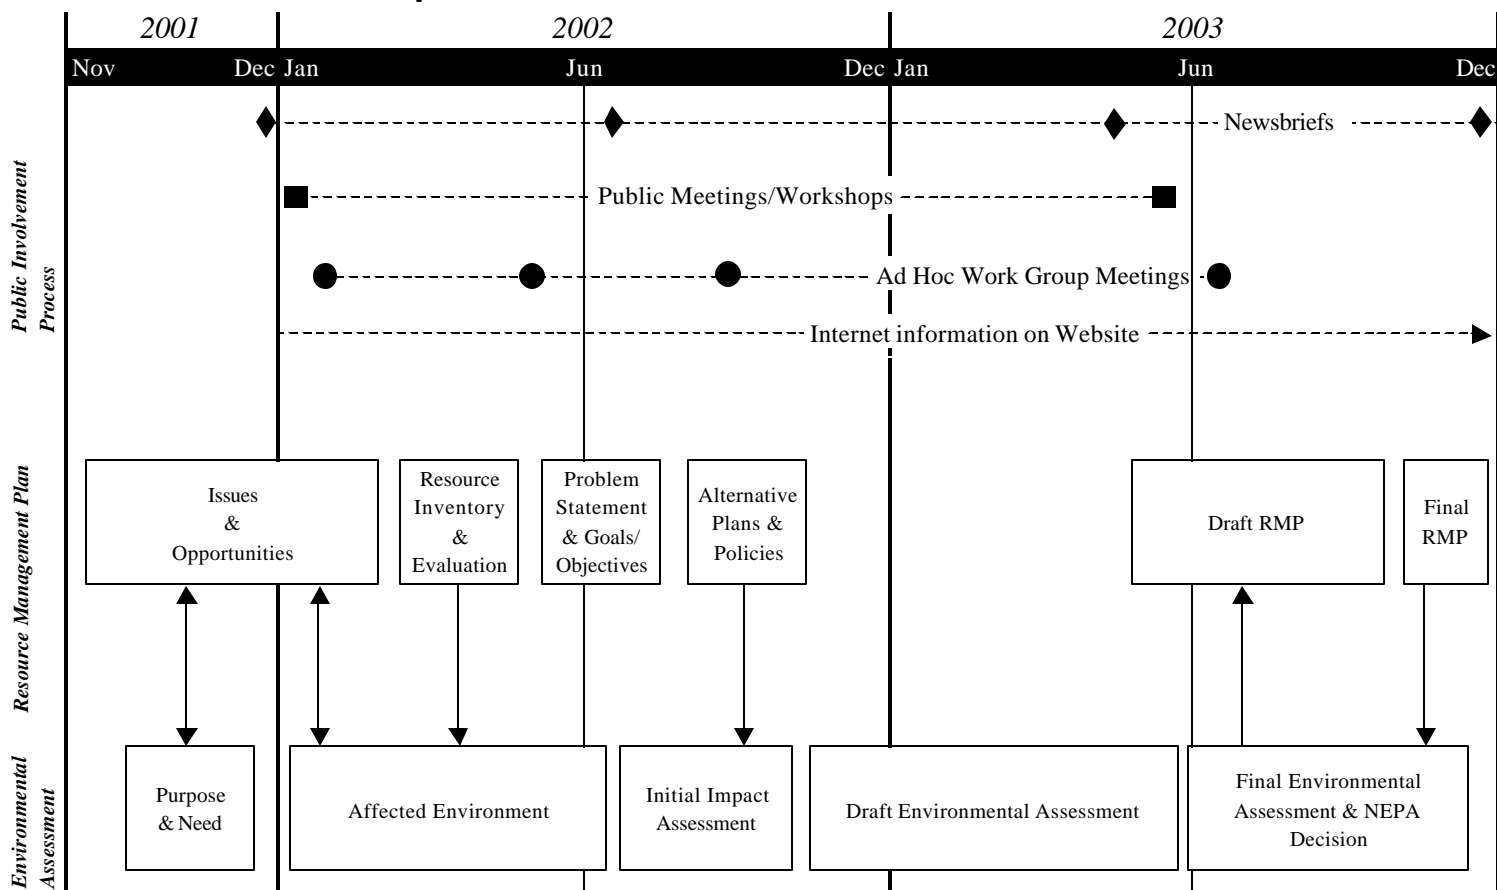 2001
2002
2003
Nov
Dec
Jan
Jun
Dec
Jan
Jun
Dec
Public Involvement
Process
Newsbriefs
Public Meetings/Workshops
Ad Hoc Work Group Meetings
Internet information on Website
Resource Management Plan
Issues
&
Opportunities
Resource
Inventory
&
Evaluation
Problem
Statement
& Goals/
Objectives
Alternative
Plans &
Policies
Draft RMP
Final
RMP
Environmental
Assessment
Purpose
& Need
Affected Environment
Initial Impact
Assessment
Draft Environmental Assessment
Final Environmental
Assessment & NEPA
Decision